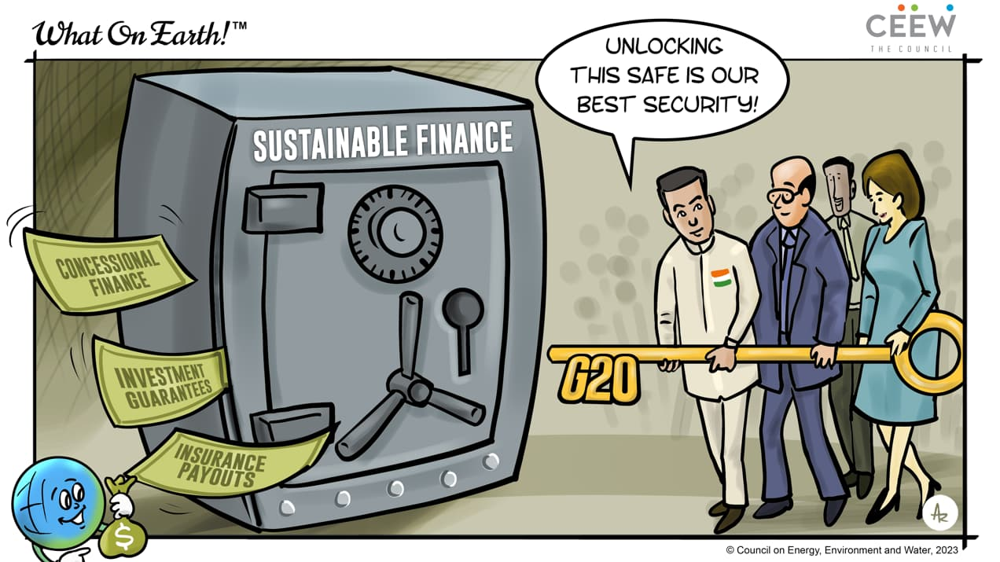 What On Earth!™
CEEW
THE COUNCIL
UNLOCKING
THIS SAFE IS OUR
BEST SECURITY!
SUSTAINABLE FINANCE
CONCESSIONAL
FINANCE
INVESTMENT
GUARANTEES
INSURANCE
PAYOUTS
G20
$
AR
© Council on Energy, Environment and Water, 2023